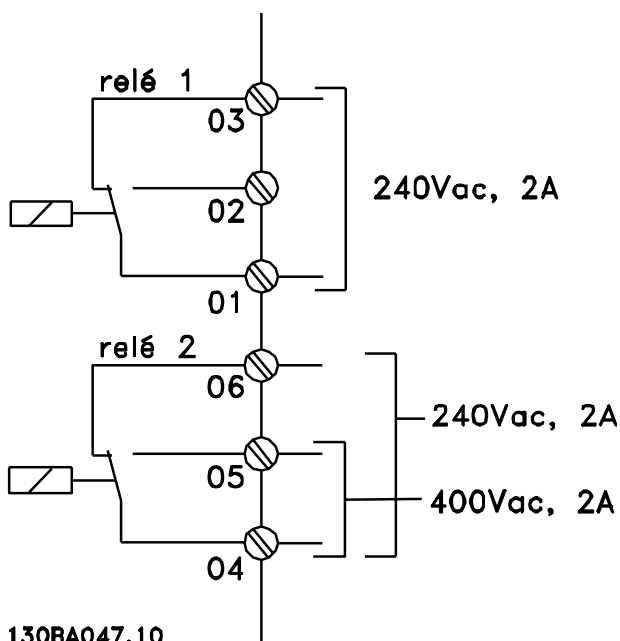 relé 1
03
02
240Vac, 2A
01
relé 2
06
240Vac, 2A
05
400Vac, 2A
04
130BA047.10